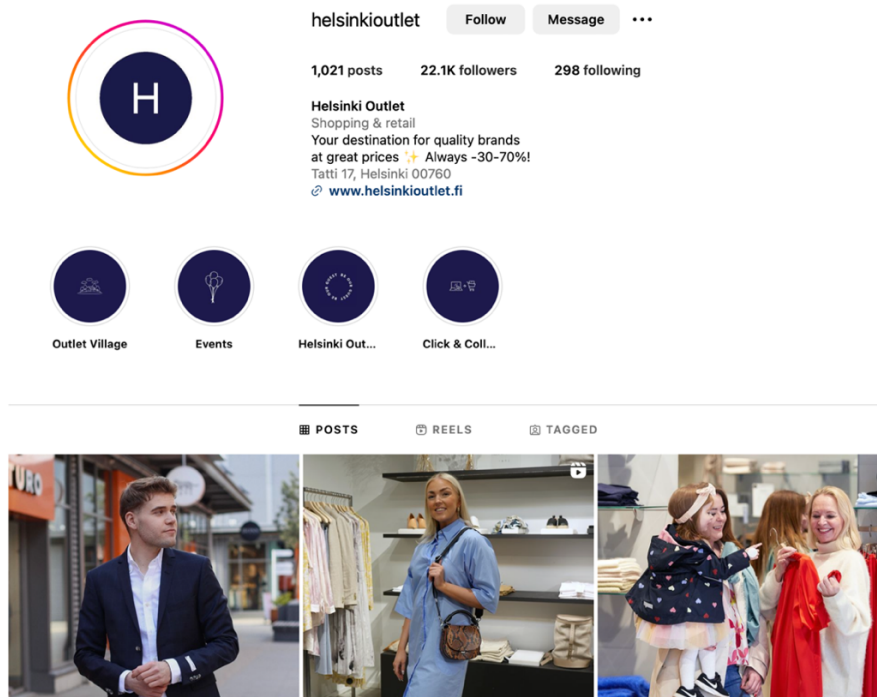 helsinkioutlet
Follow
Message
1,021 posts
22.1K followers
298 following
H
Helsinki Outlet
Shopping & retail
Your destination for quality brands
at great prices ✨ Always -30-70%!
Tatti 17, Helsinki 00760
www.helsinkioutlet.fi
Outlet Village
Events
Helsinki Out...
Click & Coll...
POSTS
REELS
TAGGED
TURO